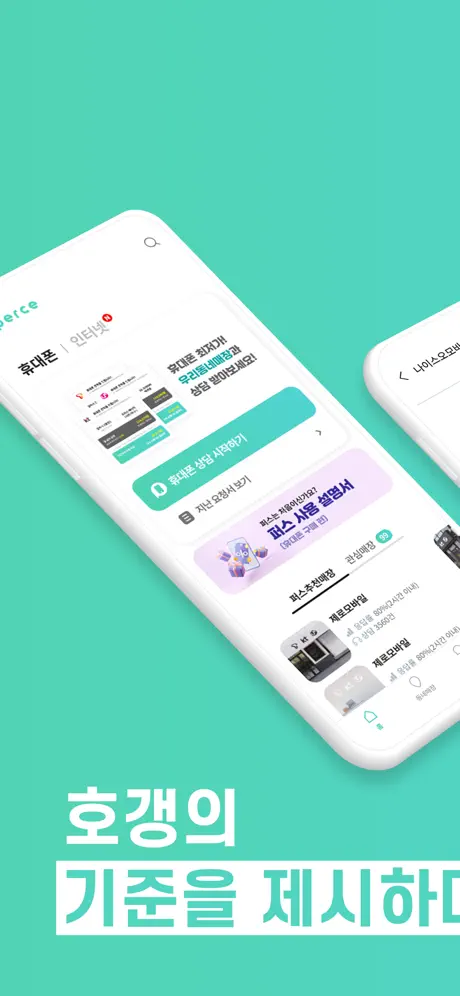 perce
휴대폰 | 인터넷 N
휴대폰 최저가!
우리동네매장과
상담 받아보세요!
휴대폰 상담 시작하기
지난 요청서 보기
퍼스는 처음이신가요?
퍼스 사용 설명서
(휴대폰 구매 편)
퍼스추천매장
관심매장 99
제로모바일
응답률 80%(2시간 이내)
상담 3560건
제로모바일
응답률 80%(2시간 이내)
홈
동네매장
나이스오모바
호갱의
기준을 제시하다